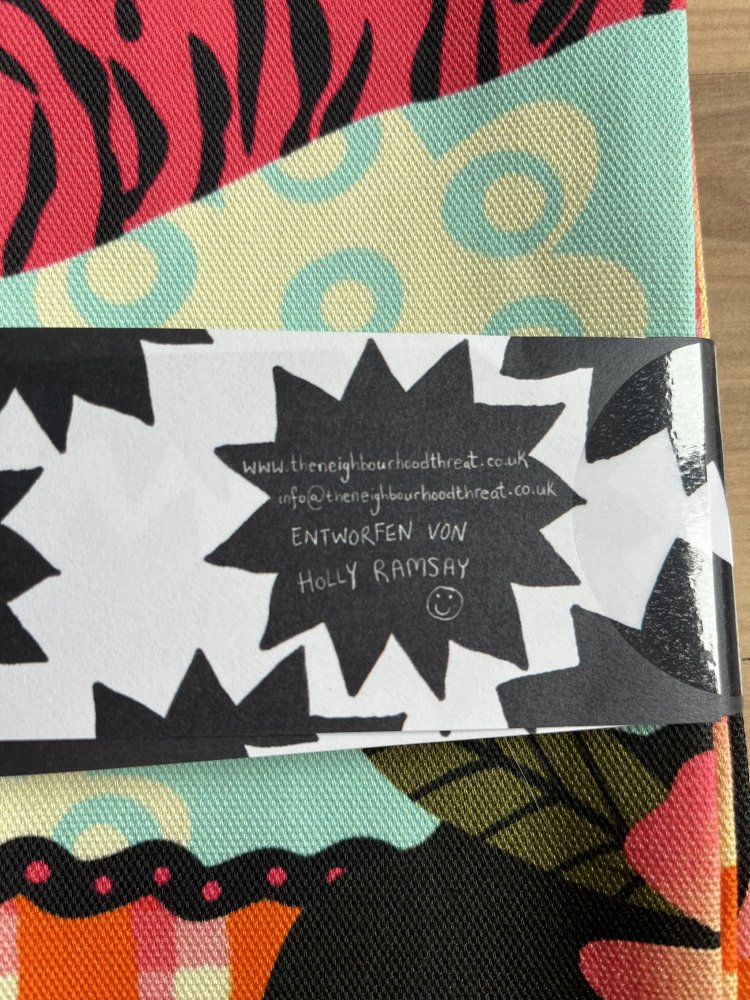 www.theneighbourhoodthreat.co.uk
info@theneighbourhoodthreat.co.uk
ENTWORFEN VON
HOLLY RAMSAY